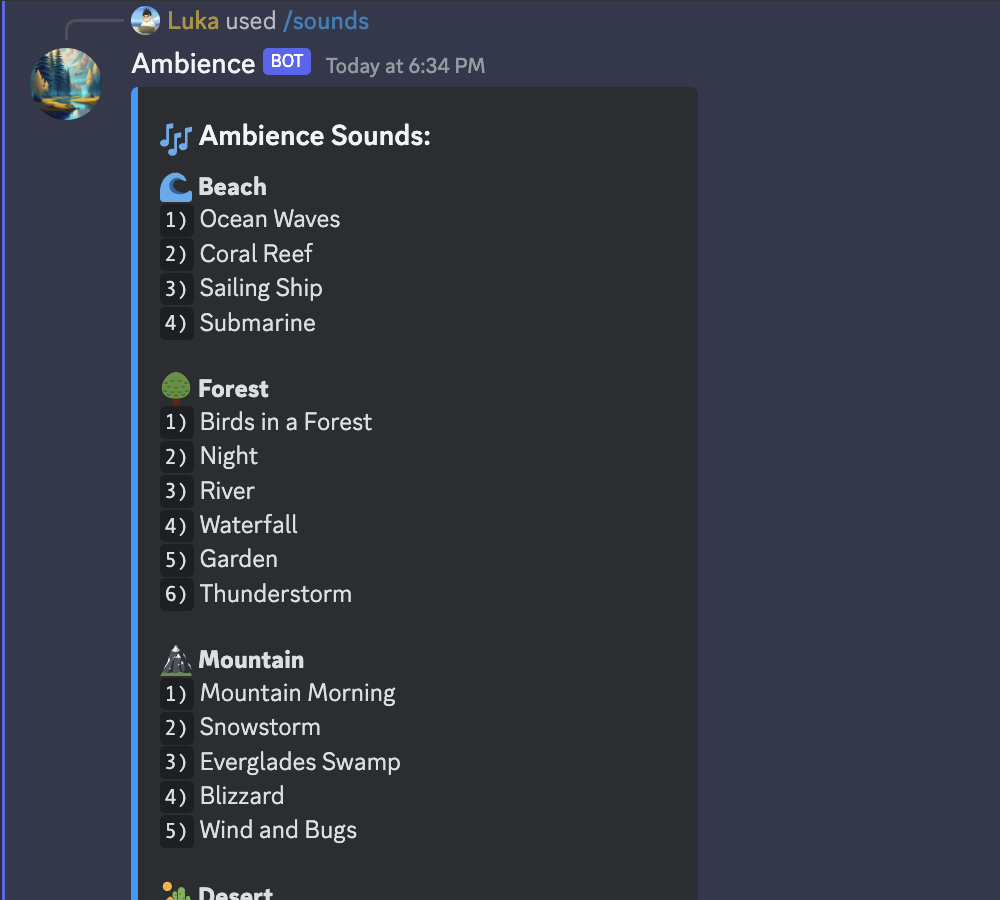 Luka used /sounds
Ambience BOT Today at 6:34 PM
Ambience Sounds:
Beach
1) Ocean Waves
2) Coral Reef
3) Sailing Ship
4) Submarine
Forest
1) Birds in a Forest
2) Night
3) River
4) Waterfall
5) Garden
6) Thunderstorm
Mountain
1) Mountain Morning
2) Snowstorm
3) Everglades Swamp
4) Blizzard
5) Wind and Bugs
Desert